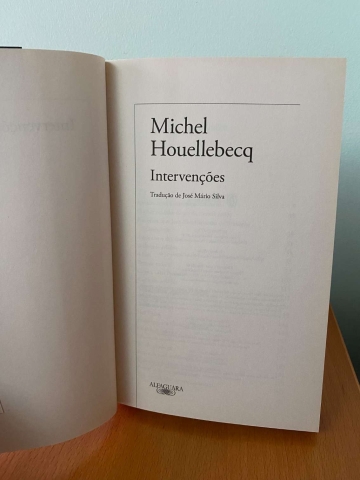 Michel
Houellebecq
Intervenções
Tradução de José Mário Silva
ALFAGUARA